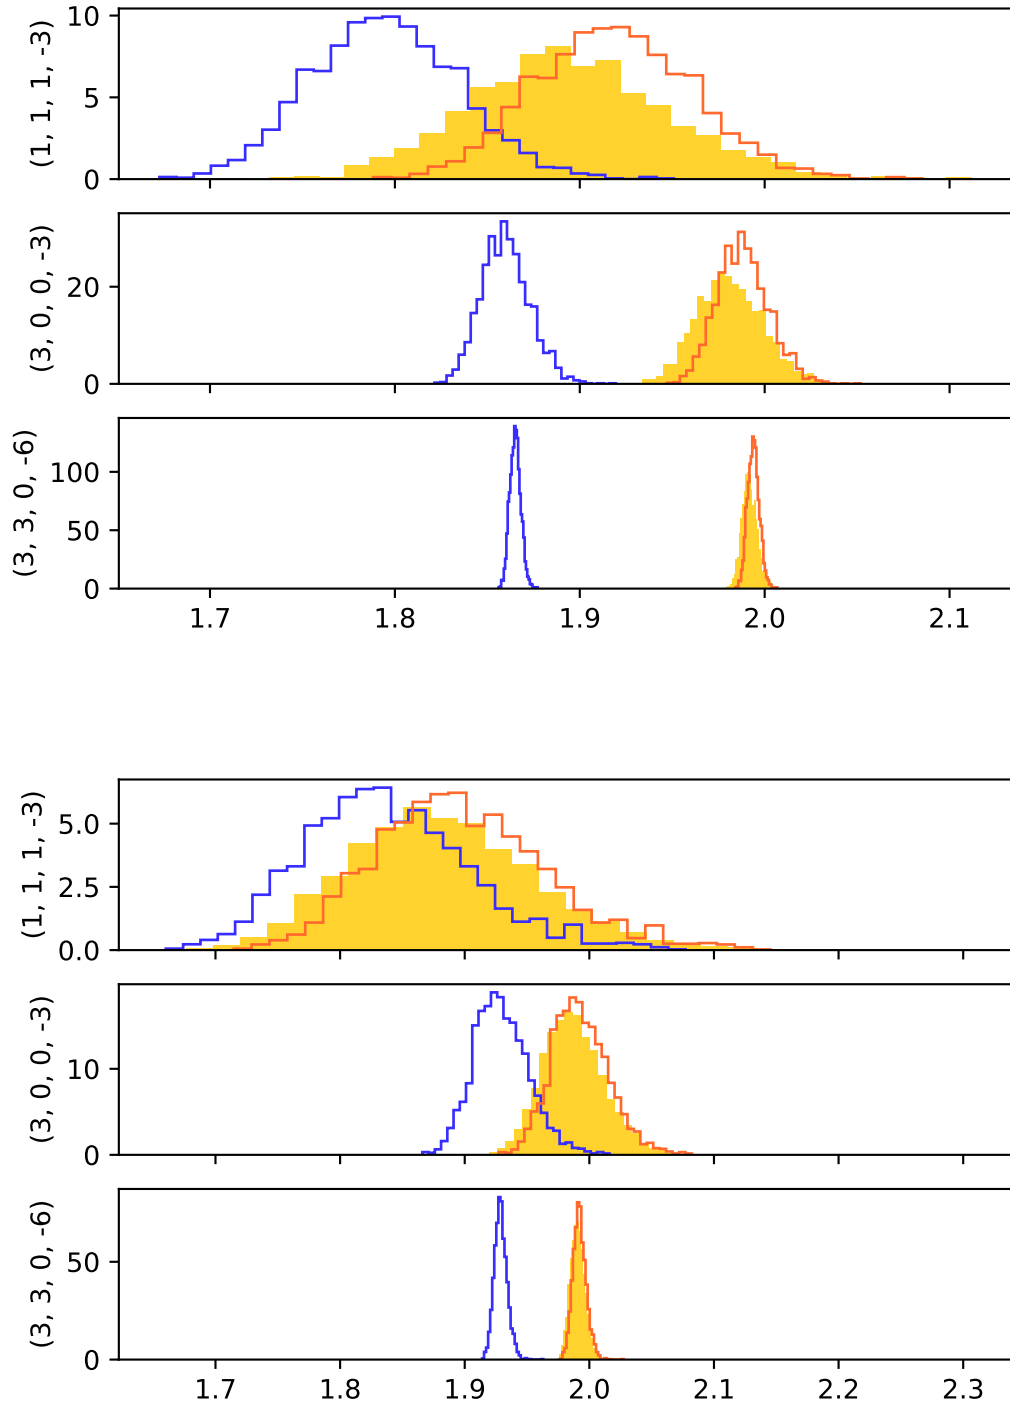 (1, 1, 1, -3)
10
5
0
(3, 0, 0, -3)
20
0
(3, 3, 0, -6)
100
50
0
1.7 1.8 1.9 2.0 2.1
(1, 1, 1, -3)
5.0
2.5
0.0
(3, 0, 0, -3)
10
0
(3, 3, 0, -6)
50
0
1.7 1.8 1.9 2.0 2.1 2.2 2.3